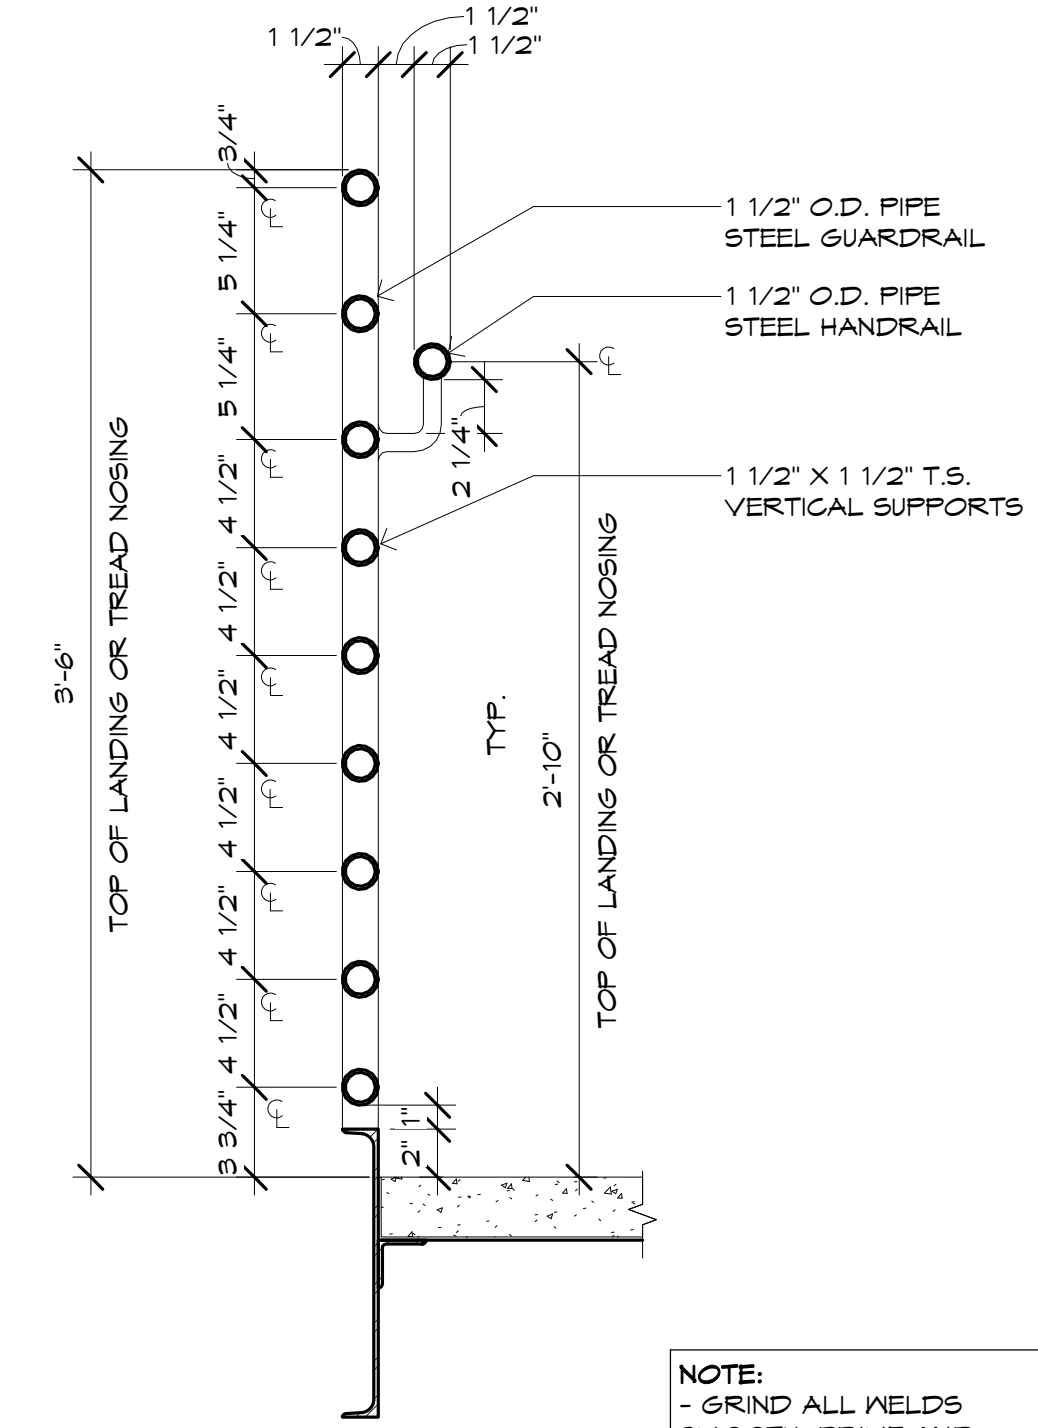 1 1/2"
1 1/2"
1 1/2"
3/4"
℄
5 1/4"
℄
5 1/4"
℄
4 1/2"
℄
4 1/2"
℄
4 1/2"
℄
4 1/2"
℄
4 1/2"
℄
4 1/2"
℄
3 3/4"
3'-6"
TOP OF LANDING OR TREAD NOSING
1 1/2" O.D. PIPE
STEEL GUARDRAIL
1 1/2" O.D. PIPE
STEEL HANDRAIL
℄
2 1/4"
1 1/2" X 1 1/2" T.S.
VERTICAL SUPPORTS
TYP.
2'-10"
TOP OF LANDING OR TREAD NOSING
1"
2"
NOTE:
- GRIND ALL WELDS